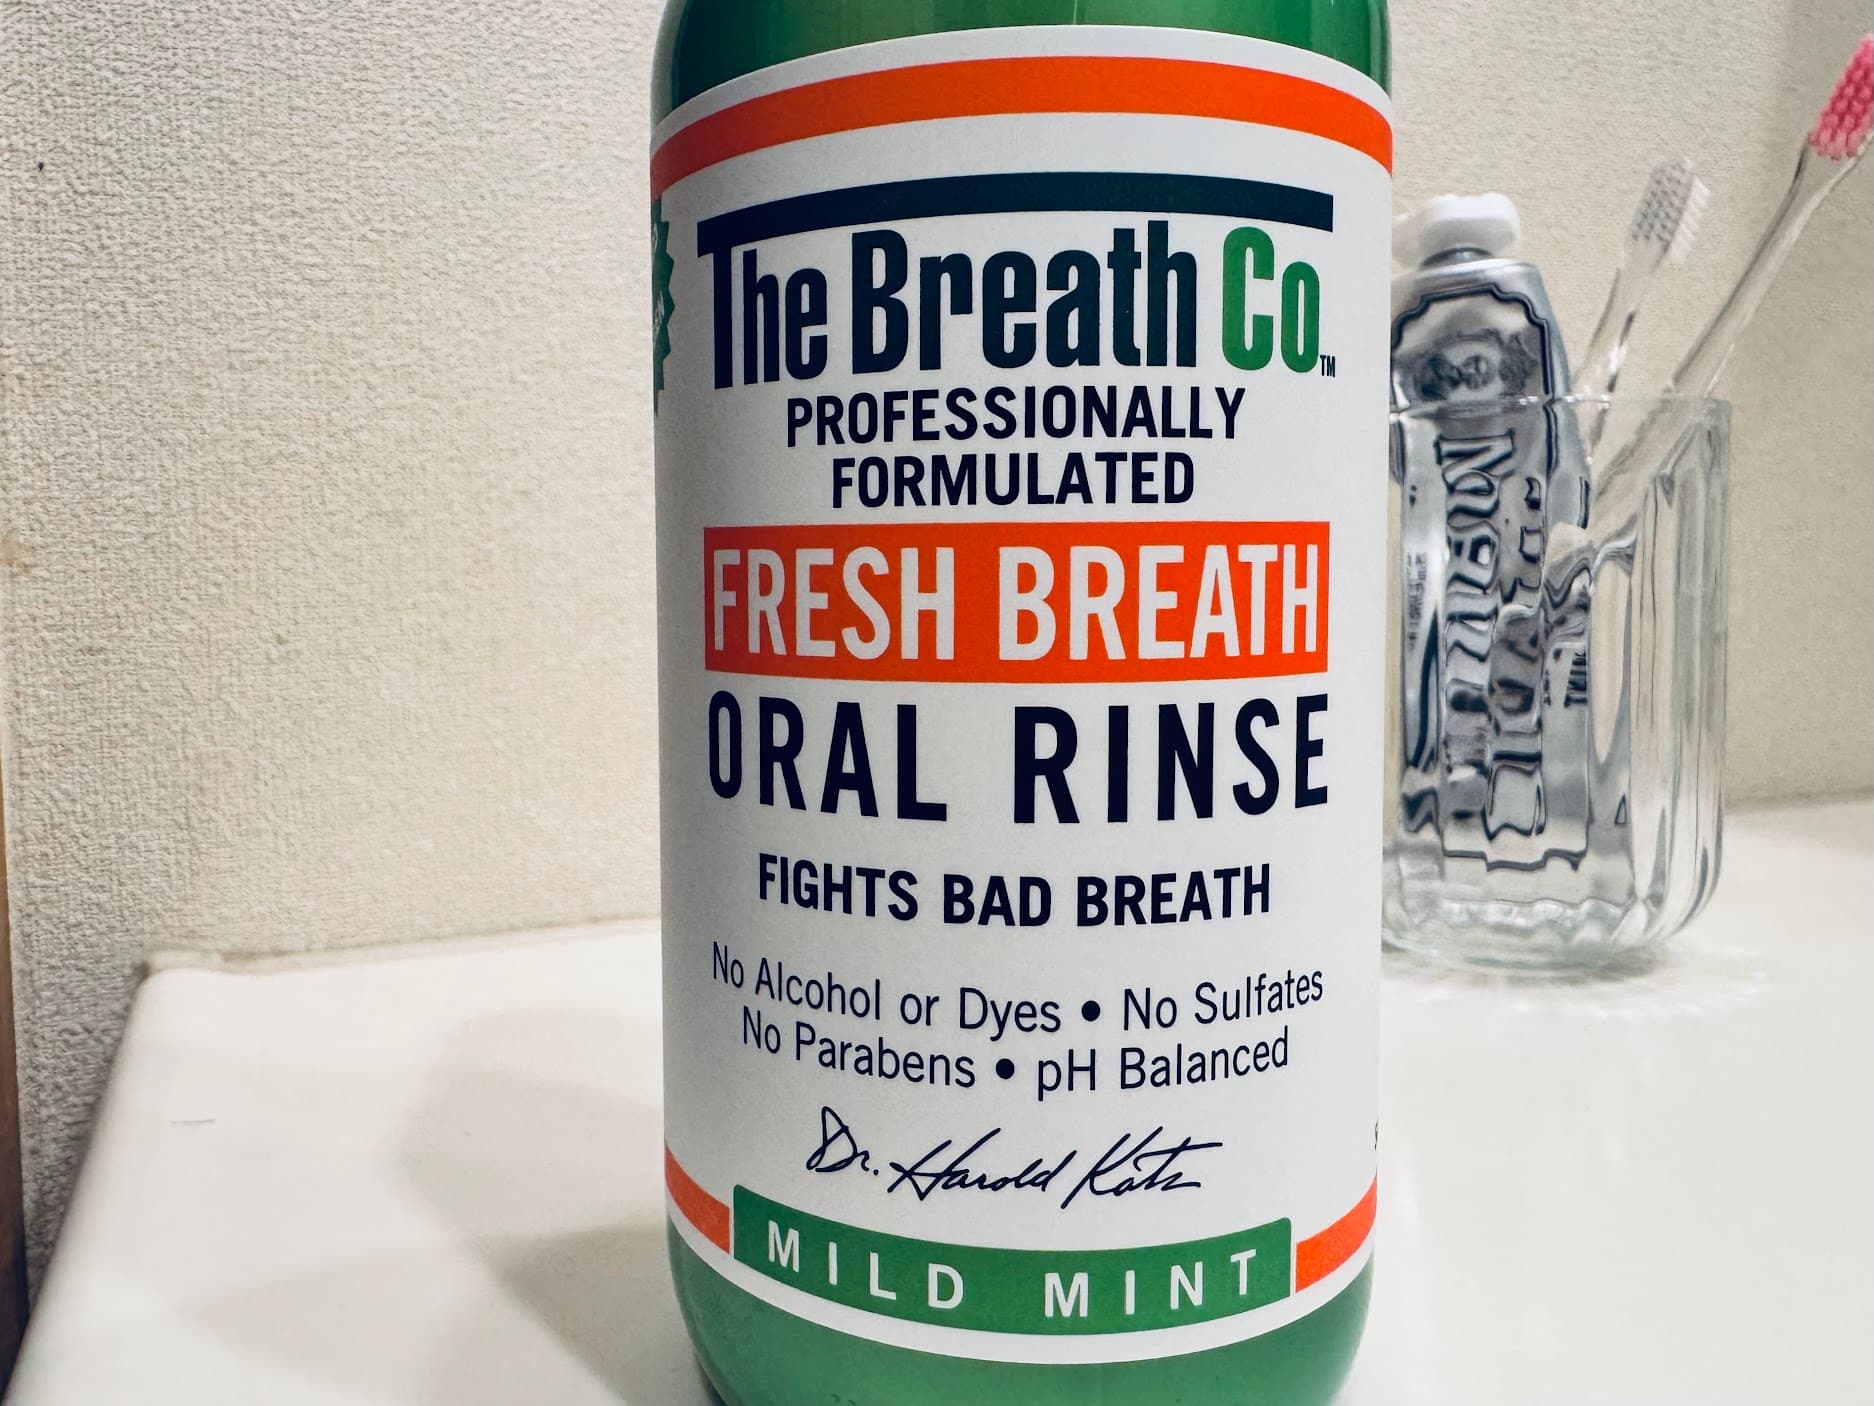 The Breath Co.™
PROFESSIONALLY
FORMULATED
FRESH BREATH
ORAL RINSE
FIGHTS BAD BREATH
No Alcohol or Dyes • No Sulfates
No Parabens • pH Balanced
Dr. Harold Katz
MILD MINT